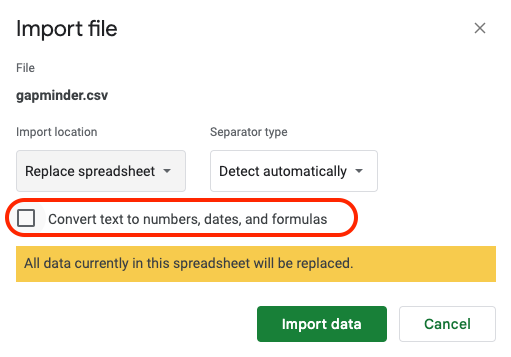 Import file
File
gapminder.csv
Import location
Separator type
Replace spreadsheet
Detect automatically
Convert text to numbers, dates, and formulas
All data currently in this spreadsheet will be replaced.
Import data
Cancel